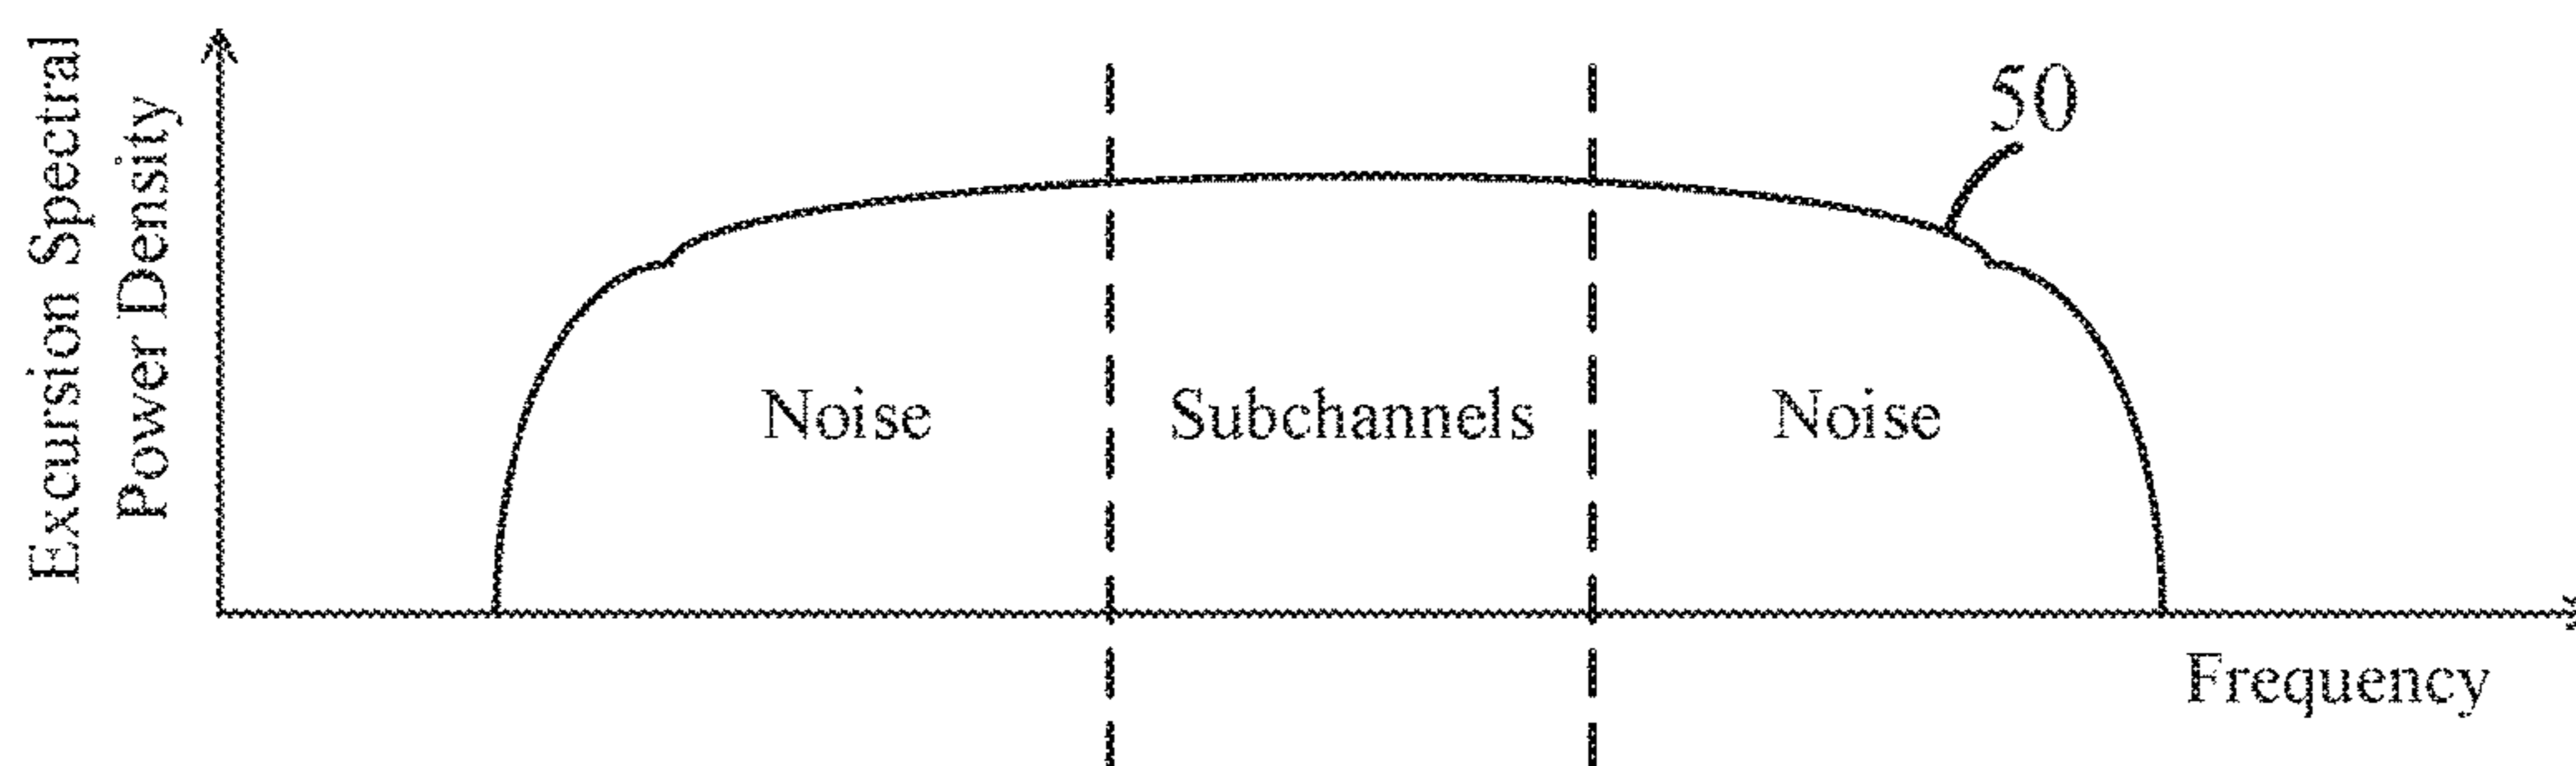 Excursion Spectral
Power Density
50
Noise
Subchannels
Noise
Frequency